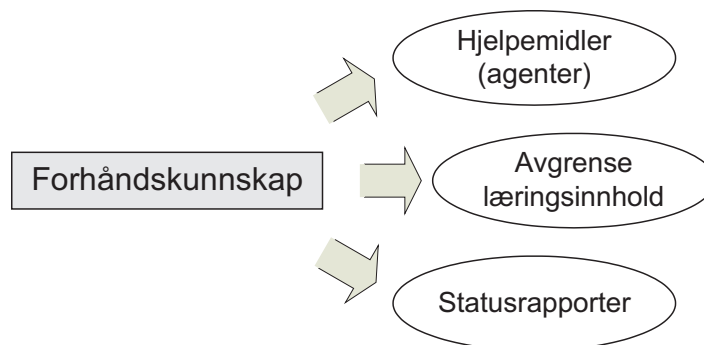 Hjelpemidler
(agenter)
Forhåndskunnskap
Avgrense
læringsinnhold
Statusrapporter